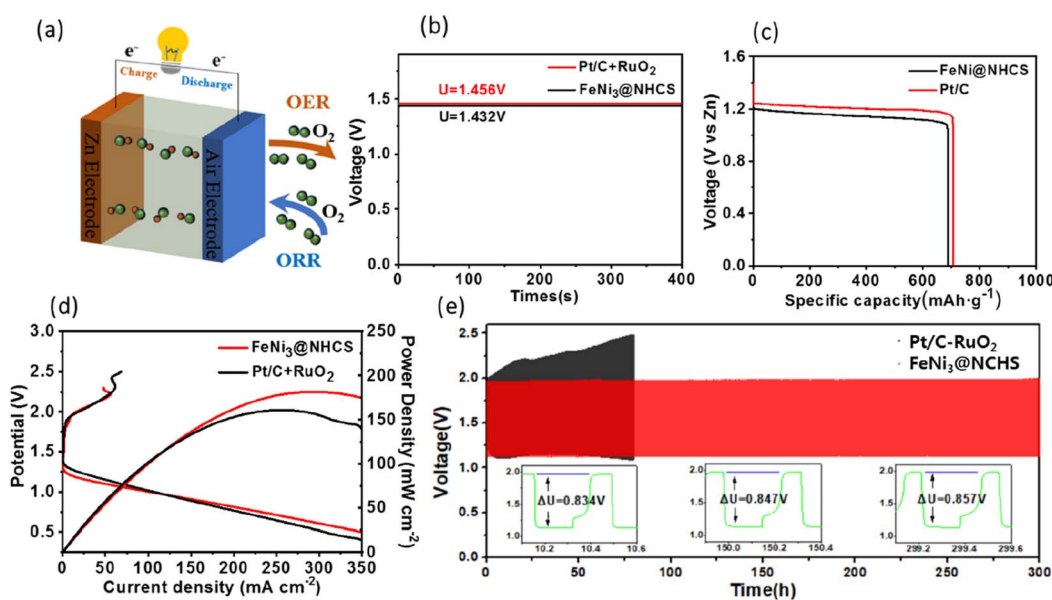 (a)
e⁻
e⁻
Charge
Discharge
OER
O₂
Zn Electrode
Air Electrode
O₂
ORR
(b)
Pt/C+RuO₂
FeNi₃@NHCS
U=1.456V
U=1.432V
Voltage (V)
1.5
1.0
0.5
0.0
0 100 200 300 400
Times(s)
(c)
FeNi@NHCS
Pt/C
Voltage (V vs Zn)
1.6
1.2
0.8
0.4
0.0
0 200 400 600 800 1000
Specific capacity(mAh·g⁻¹)
(d)
FeNi₃@NHCS
Pt/C+RuO₂
Potential (V)
3.0
2.5
2.0
1.5
1.0
0.5
250
200
150
100
50
0
Power Density (mW cm⁻²)
0 50 100 150 200 250 300 350
Current density(mA cm⁻²)
(e)
Pt/C-RuO₂
FeNi₃@NCHS
Voltage(V)
2.5
2.0
1.5
1.0
0.5
0.0
2.0
1.0
ΔU=0.834V
10.2 10.4 10.6
2.0
1.0
ΔU=0.847V
150.0 150.2 150.4
2.0
1.0
ΔU=0.857V
299.2 299.4 299.6
0 50 100 150 200 250 300
Time(h)